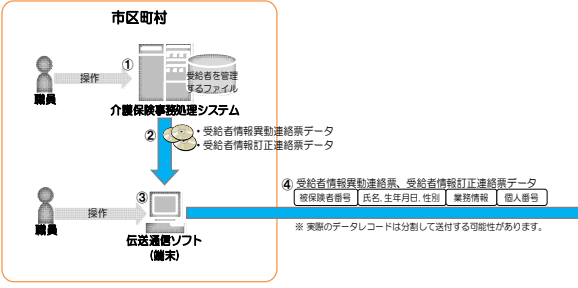 市区町村
①
受給者を管理
するファイル
操作
職員
介護保険事務処理システム
②
・受給者情報異動連絡票データ
・受給者情報訂正連絡票データ
③
操作
職員
伝送通信ソフト
(端末)
④ 受給者情報異動連絡票、受給者情報訂正連絡票データ
被保険者番号 氏名、生年月日、性別 業務情報 個人番号
※ 実際のデータレコードは分割して送付する可能性があります。